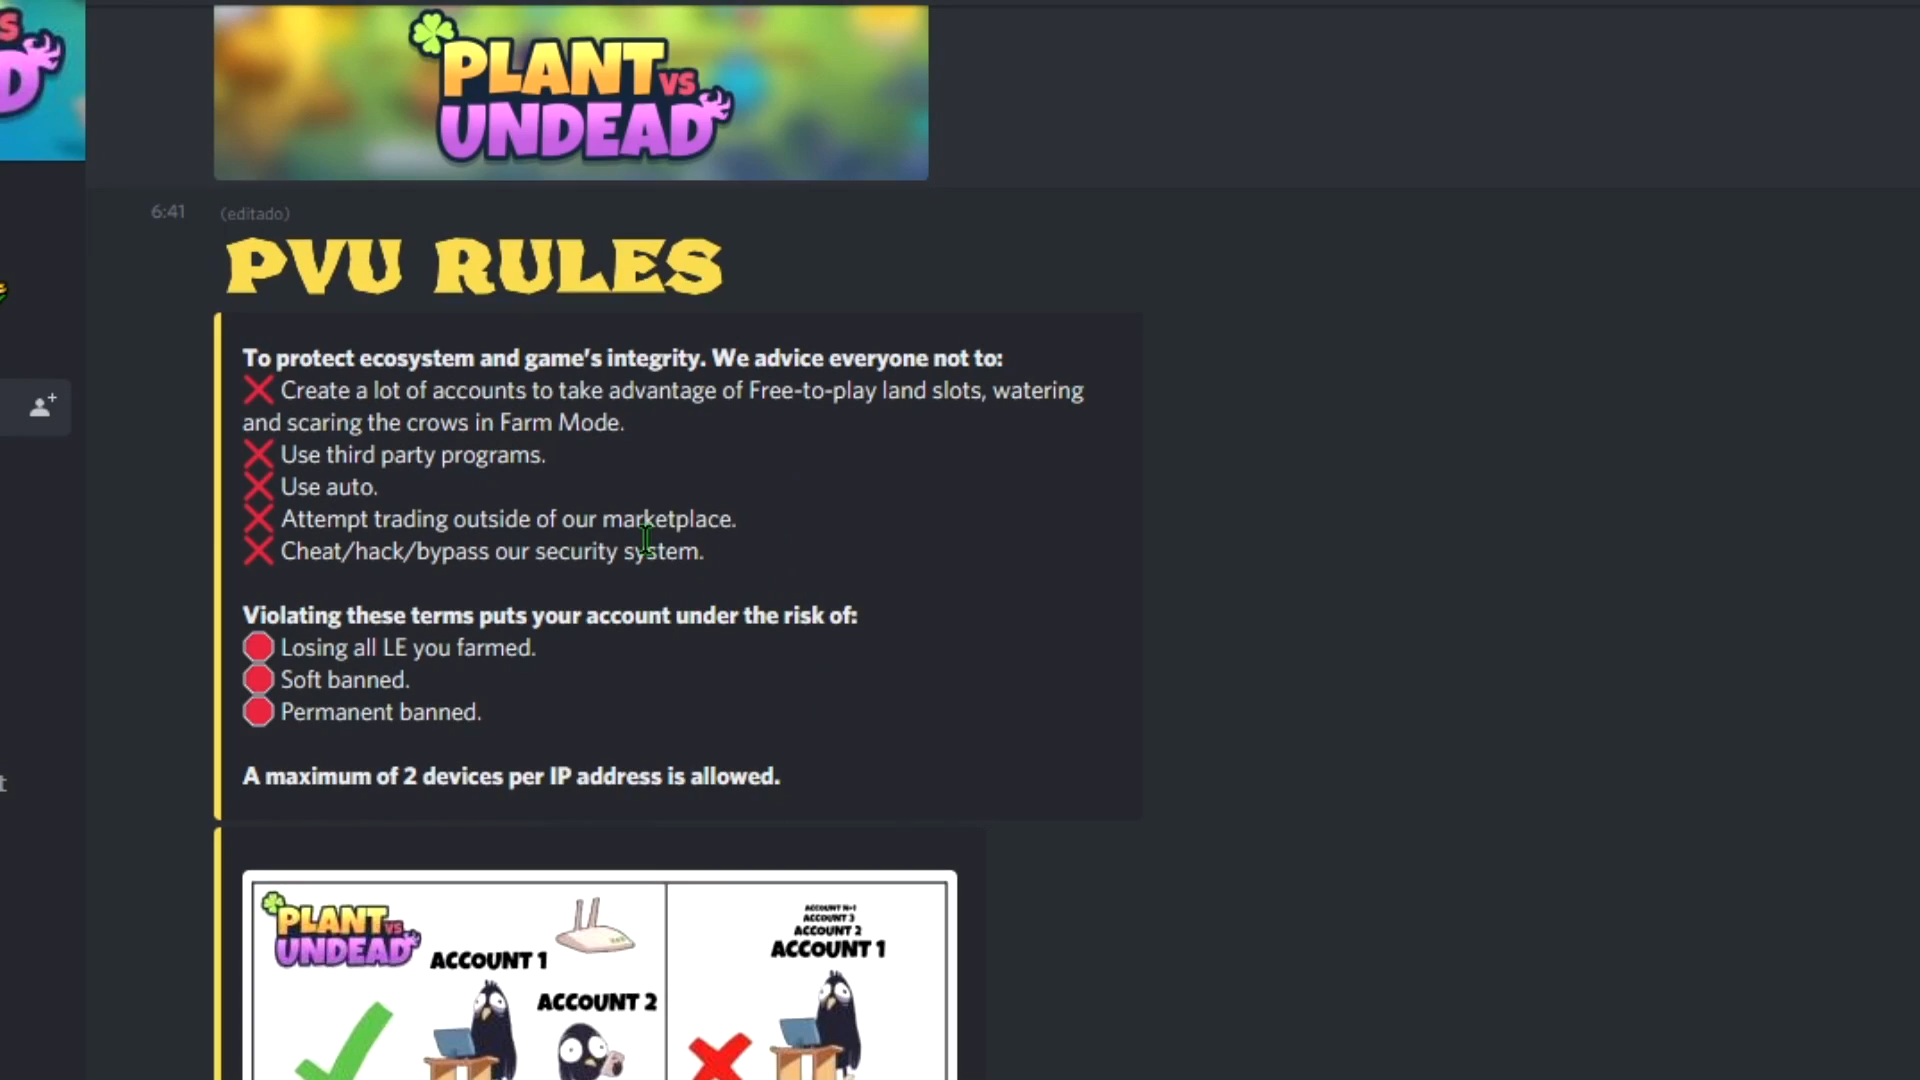 S
D
PLANT VS
UNDEAD
6:41 (editado)
PVU RULES
To protect ecosystem and game's integrity. We advice everyone not to:
❌ Create a lot of accounts to take advantage of Free-to-play land slots, watering
and scaring the crows in Farm Mode.
❌ Use third party programs.
❌ Use auto.
❌ Attempt trading outside of our marketplace.
❌ Cheat/hack/bypass our security system.
Violating these terms puts your account under the risk of:
🛑 Losing all LE you farmed.
🛑 Soft banned.
🛑 Permanent banned.
A maximum of 2 devices per IP address is allowed.
t
PLANT VS
UNDEAD
ACCOUNT 1
ACCOUNT 2
ACCOUNT N+1
ACCOUNT 3
ACCOUNT 2
ACCOUNT 1